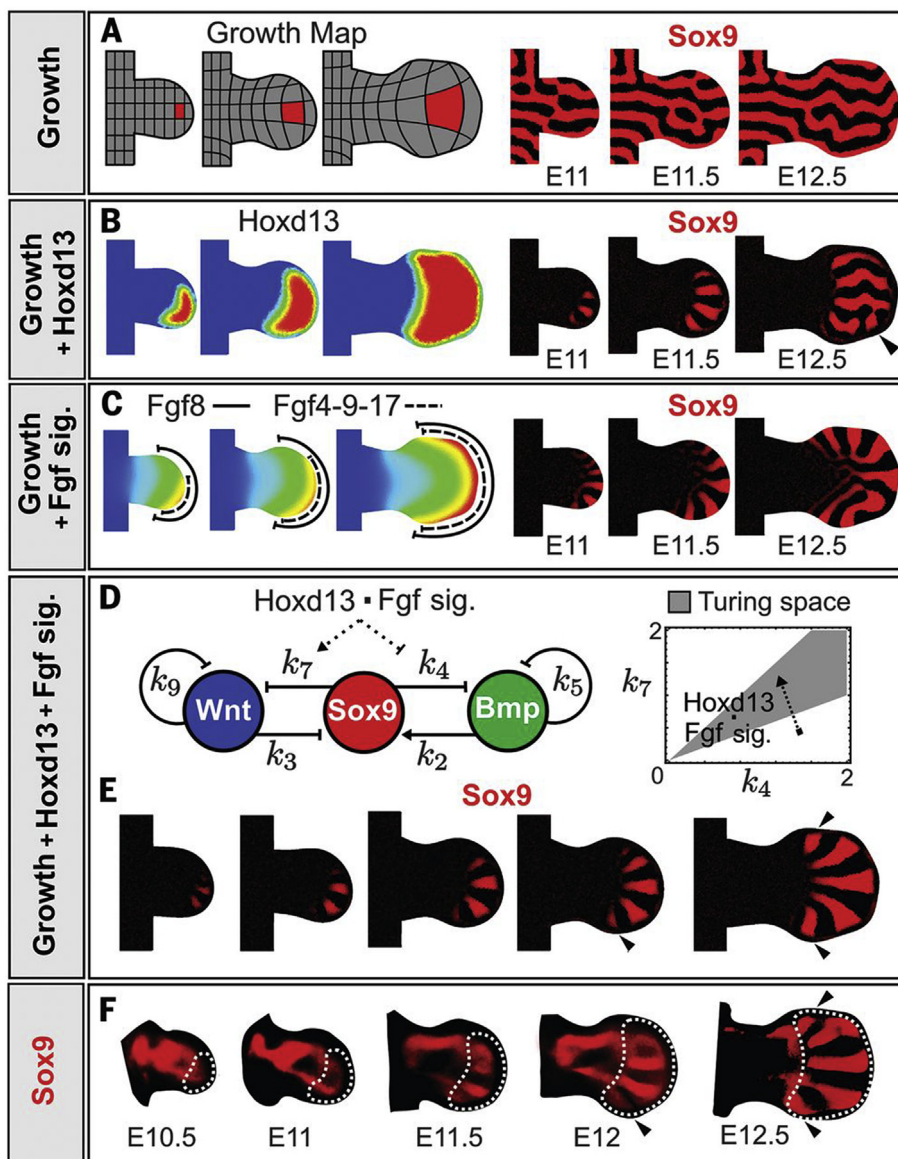 Growth
A
Growth Map
Sox9
E11
E11.5
E12.5
Growth
+ Hoxd13
B
Hoxd13
Sox9
E11
E11.5
E12.5
Growth
+ Fgf sig.
C
Fgf8
Fgf4-9-17
Sox9
E11
E11.5
E12.5
Growth + Hoxd13 + Fgf sig.
D
Hoxd13 · Fgf sig.
k9
Wnt
k7
k3
Sox9
k4
k2
Bmp
k5
Turing space
2
k7
Hoxd13
·
Fgf sig.
0
k4
2
E
Sox9
Sox9
F
E10.5
E11
E11.5
E12
E12.5